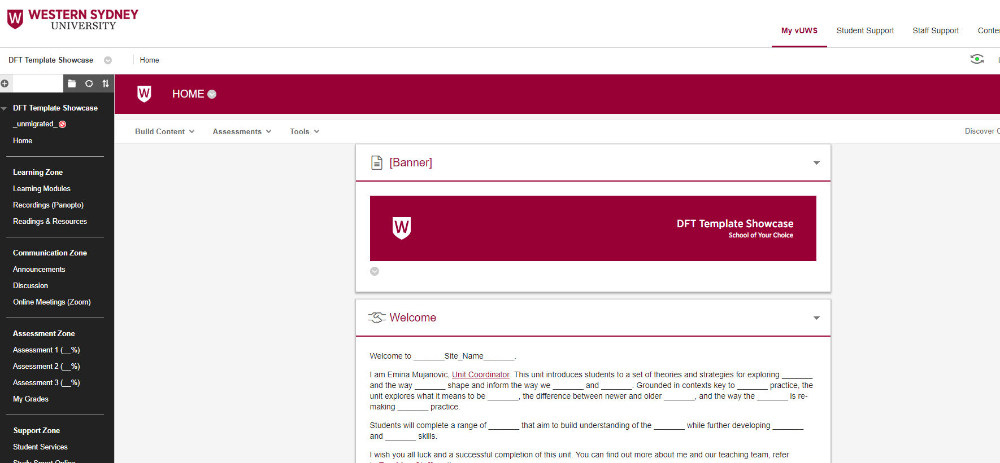 WESTERN SYDNEY
UNIVERSITY
My vUWS
Student Support
Staff Support
DFT Template Showcase
Home
HOME
DFT Template Showcase
_unmigrated_
Home
Learning Zone
Learning Modules
Recordings (Panopto)
Readings & Resources
Communication Zone
Announcements
Discussion
Online Meetings (Zoom)
Assessment Zone
Assessment 1 (__%)
Assessment 2 (__%)
Assessment 3 (__%)
My Grades
Support Zone
Student Services
Build Content
Assessments
Tools
Discover
[Banner]
W
DFT Template Showcase
School of Your Choice
Welcome
Welcome to _______Site_Name_______.
I am Emina Mujanovic, Unit Coordinator. This unit introduces students to a set of theories and strategies for exploring _______
and the way _______ shape and inform the way we _______ and _______. Grounded in contexts key to _______ practice, the
unit explores what it means to be _______, the difference between newer and older _______, and the way the _______ is re-
making _______ practice.
Students will complete a range of _______ that aim to build understanding of the _______ while further developing _______
and _______ skills.
I wish you all luck and a successful completion of this unit. You can find out more about me and our teaching team, refer